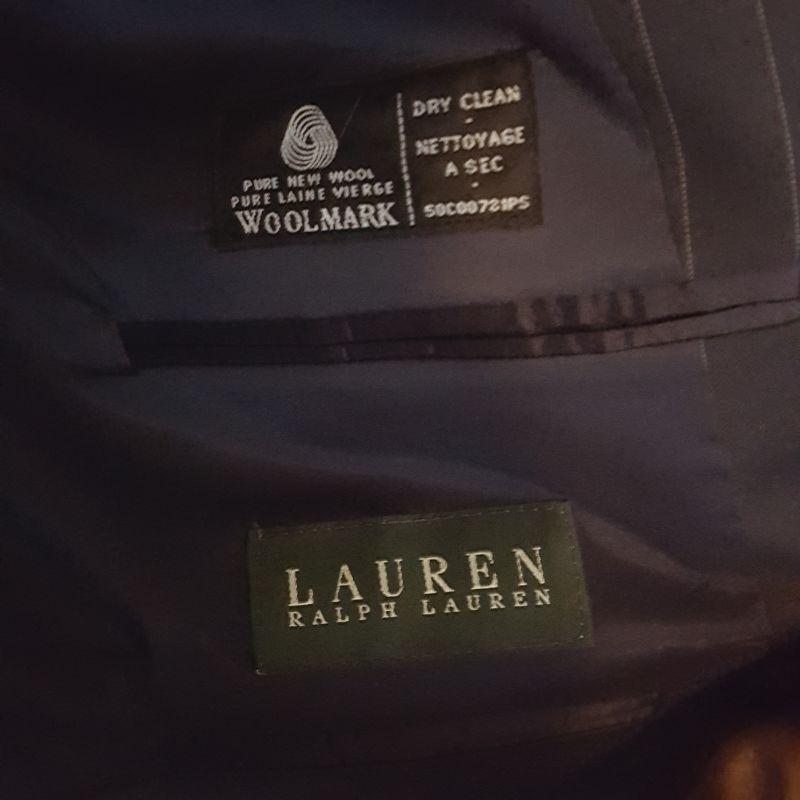 PURE NEW WOOL
PURE LAINE VIERGE
WOOLMARK
DRY CLEAN
-
NETTOYAGE
A SEC
-
LAUREN
RALPH LAUREN